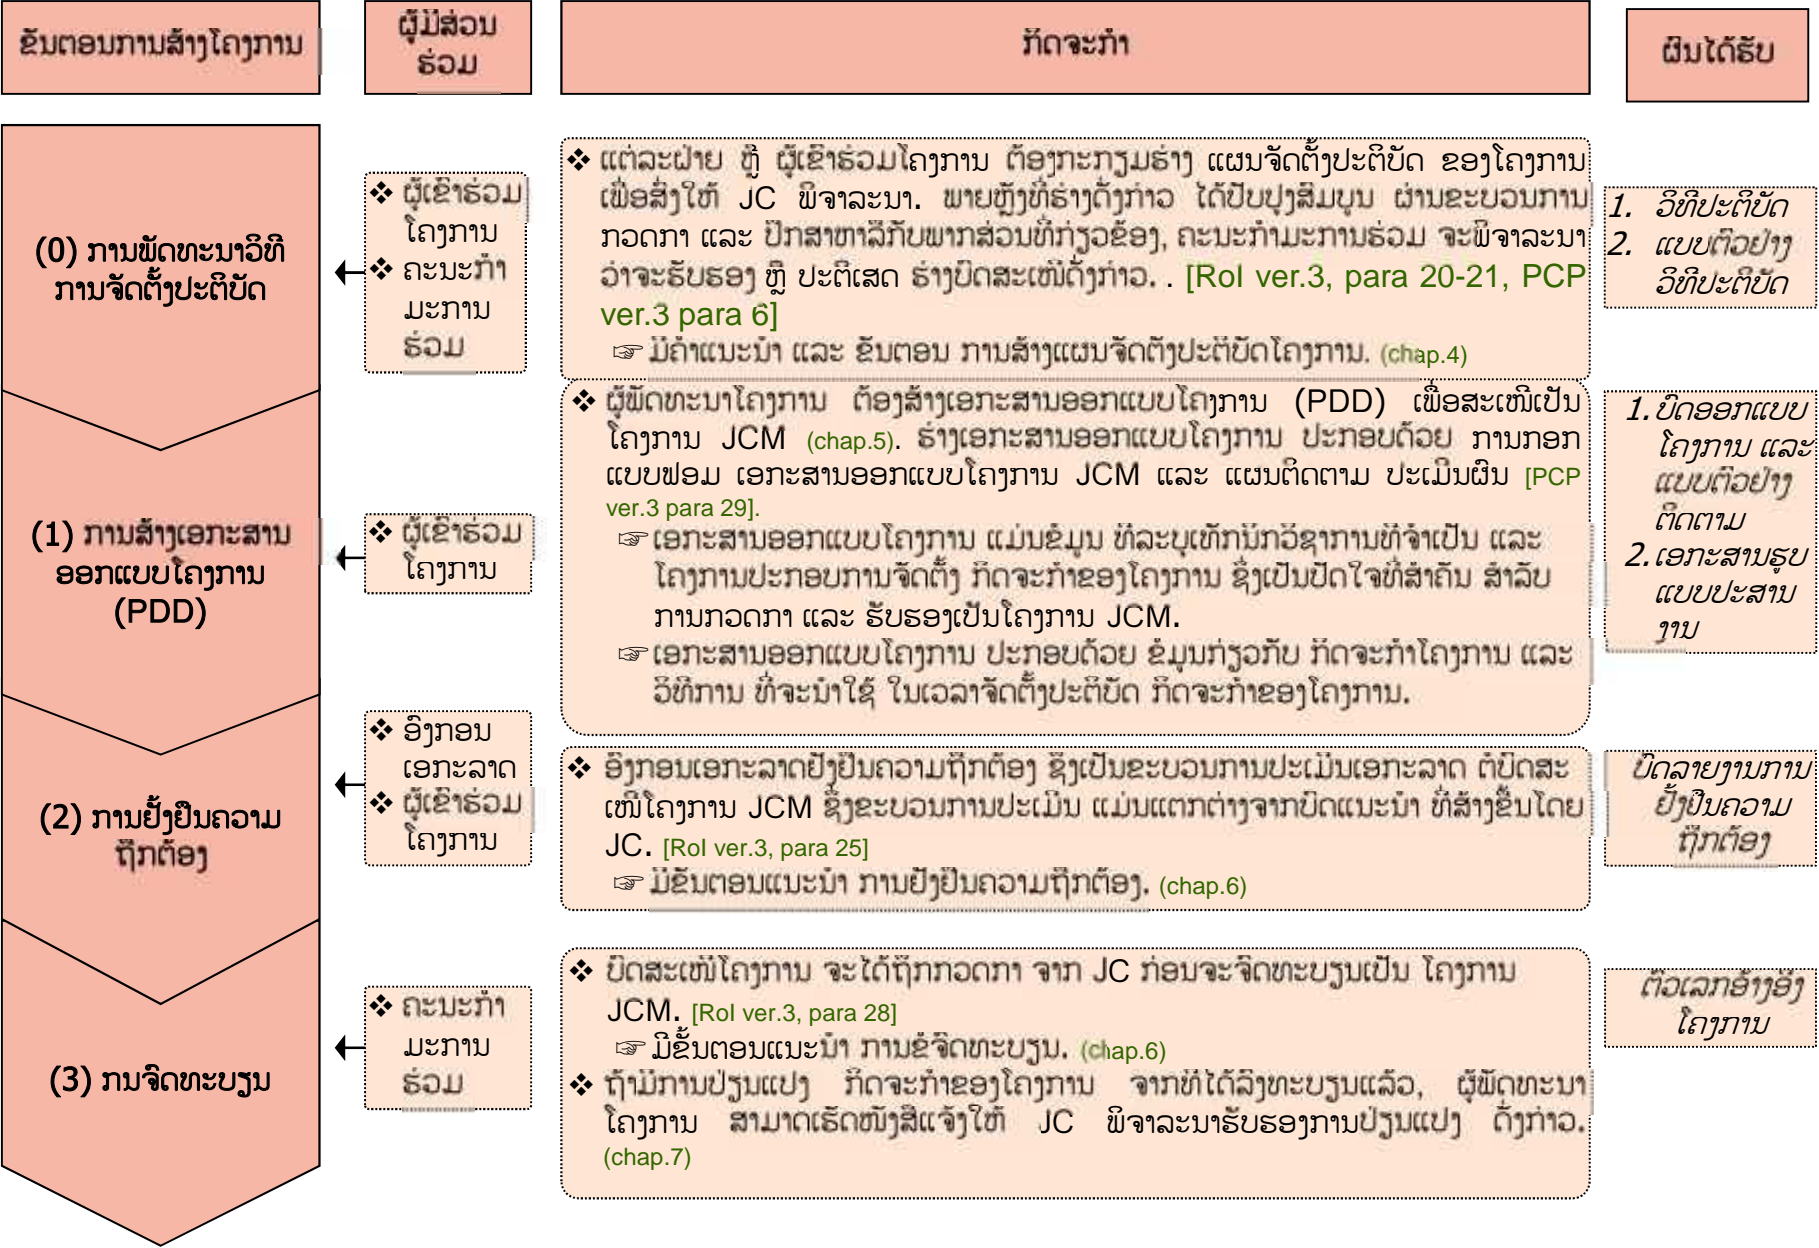 ຂັ້ນຕອນການສ້າງໂຄງການ
ຜູ້ມີສ່ວນ
ຮ່ວມ
ກິດຈະກຳ
ຜົນໄດ້ຮັບ
(0) ການພັດທະນາວິທີ
ການຈັດຕັ້ງປະຕິບັດ
❖ ຜູ້ເຂົ້າຮ່ວມ
ໂຄງການ
❖ ຄະນະກຳ
ມະການ
ຮ່ວມ
❖ ແຕ່ລະຝ່າຍ ຫຼື ຜູ້ເຂົ້າຮ່ວມໂຄງການ ຕ້ອງກະກຽມຮ່າງ ແຜນຈັດຕັ້ງປະຕິບັດ ຂອງໂຄງການ
ເພື່ອສົ່ງໃຫ້ JC ພິຈາລະນາ. ພາຍຫຼັງທີ່ຮ່າງດັ່ງກ່າວ ໄດ້ປັບປຸງສົມບູນ ຜ່ານຂະບວນການ
ກວດກາ ແລະ ປຶກສາຫາລືກັບພາກສ່ວນທີ່ກ່ຽວຂ້ອງ, ຄະນະກຳມະການຮ່ວມ ຈະພິຈາລະນາ
ວ່າຈະຮັບຮອງ ຫຼື ປະຕິເສດ ຮ່າງບົດສະເໜີດັ່ງກ່າວ. . [RoI ver.3, para 20-21, PCP
ver.3 para 6]
☞ ມີຄຳແນະນຳ ແລະ ຂັ້ນຕອນ ການສ້າງແຜນຈັດຕັ້ງປະຕິບັດໂຄງການ. (chap.4)
1. ວິທີປະຕິບັດ
2. ແບບຕົວຢ່າງ
ວິທີປະຕິບັດ
(1) ການສ້າງເອກະສານ
ອອກແບບໂຄງການ
(PDD)
❖ ຜູ້ເຂົ້າຮ່ວມ
ໂຄງການ
❖ ຜູ້ພັດທະນາໂຄງການ ຕ້ອງສ້າງເອກະສານອອກແບບໂຄງການ (PDD) ເພື່ອສະເໜີເປັນ
ໂຄງການ JCM (chap.5). ຮ່າງເອກະສານອອກແບບໂຄງການ ປະກອບດ້ວຍ ການກອກ
ແບບຟອມ ເອກະສານອອກແບບໂຄງການ JCM ແລະ ແຜນຕິດຕາມ ປະເມີນຜົນ [PCP
ver.3 para 29].
☞ ເອກະສານອອກແບບໂຄງການ ແມ່ນຂໍ້ມູນ ທີ່ລະບຸເທັກນິກວິຊາການທີ່ຈຳເປັນ ແລະ
ໂຄງການປະກອບການຈັດຕັ້ງ ກິດຈະກຳຂອງໂຄງການ ຊຶ່ງເປັນປັດໃຈທີ່ສຳຄັນ ສຳລັບ
ການກວດກາ ແລະ ຮັບຮອງເປັນໂຄງການ JCM.
☞ ເອກະສານອອກແບບໂຄງການ ປະກອບດ້ວຍ ຂໍ້ມູນກ່ຽວກັບ ກິດຈະກຳໂຄງການ ແລະ
ວິທີການ ທີ່ຈະນຳໃຊ້ ໃນເວລາຈັດຕັ້ງປະຕິບັດ ກິດຈະກຳຂອງໂຄງການ.
1. ບົດອອກແບບ
ໂຄງການ ແລະ
ແບບຕົວຢ່າງ
ຕິດຕາມ
2. ເອກະສານຮູບ
ແບບປະສານ
ງານ
(2) ການຢັ້ງຢືນຄວາມ
ຖືກຕ້ອງ
❖ ອົງກອນ
ເອກະລາດ
❖ ຜູ້ເຂົ້າຮ່ວມ
ໂຄງການ
❖ ອົງກອນເອກະລາດຢັ້ງຢືນຄວາມຖືກຕ້ອງ ຊຶ່ງເປັນຂະບວນການປະເມີນເອກະລາດ ຕໍ່ບົດສະ
ເໜີໂຄງການ JCM ຊຶ່ງຂະບວນການປະເມີນ ແມ່ນແຕກຕ່າງຈາກບົດແນະນຳ ທີ່ສ້າງຂຶ້ນໂດຍ
JC. [RoI ver.3, para 25]
☞ ມີຂັ້ນຕອນແນະນຳ ການຢັ້ງຢືນຄວາມຖືກຕ້ອງ. (chap.6)
ບົດລາຍງານການ
ຢັ້ງຢືນຄວາມ
ຖືກຕ້ອງ
(3) ການຈົດທະບຽນ
❖ ຄະນະກຳ
ມະການ
ຮ່ວມ
❖ ບົດສະເໜີໂຄງການ ຈະໄດ້ຖືກກວດກາ ຈາກ JC ກ່ອນຈະຈົດທະບຽນເປັນ ໂຄງການ
JCM. [RoI ver.3, para 28]
☞ ມີຂັ້ນຕອນແນະນຳ ການຂໍຈົດທະບຽນ. (chap.6)
❖ ຖ້າມີການປ່ຽນແປງ ກິດຈະກຳຂອງໂຄງການ ຈາກທີ່ໄດ້ລົງທະບຽນແລ້ວ, ຜູ້ພັດທະນາ
ໂຄງການ ສາມາດເຮັດໜັງສືແຈ້ງໃຫ້ JC ພິຈາລະນາຮັບຮອງການປ່ຽນແປງ ດັ່ງກ່າວ.
(chap.7)
ຕົວເລກອ້າງອີງ
ໂຄງການ